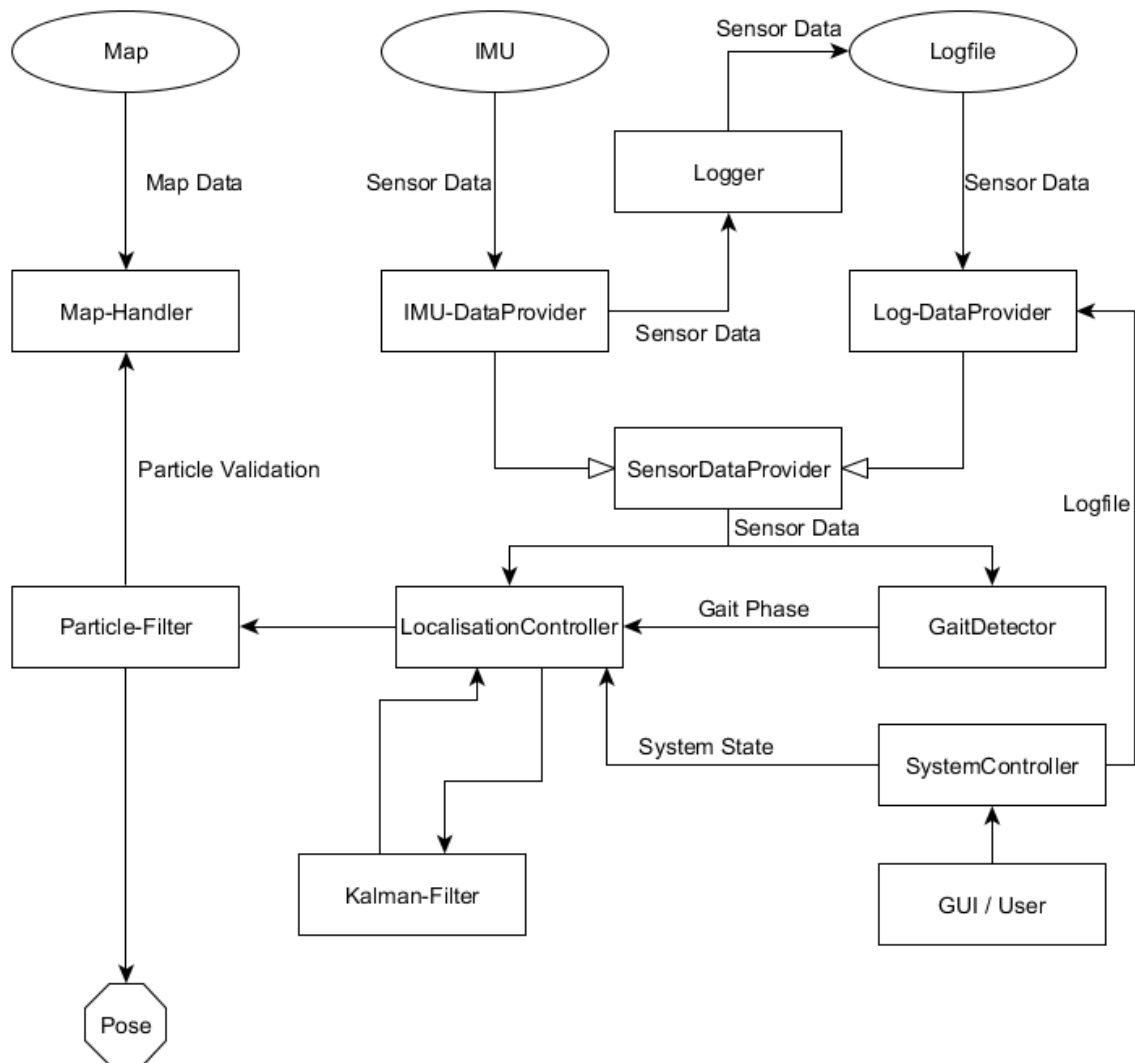 Sensor Data
Map
IMU
Logfile
Logger
Map Data
Sensor Data
Sensor Data
Map-Handler
IMU-DataProvider
Log-DataProvider
Sensor Data
Particle Validation
SensorDataProvider
Logfile
Sensor Data
Particle-Filter
LocalisationController
Gait Phase
GaitDetector
System State
SystemController
Kalman-Filter
GUI / User
Pose